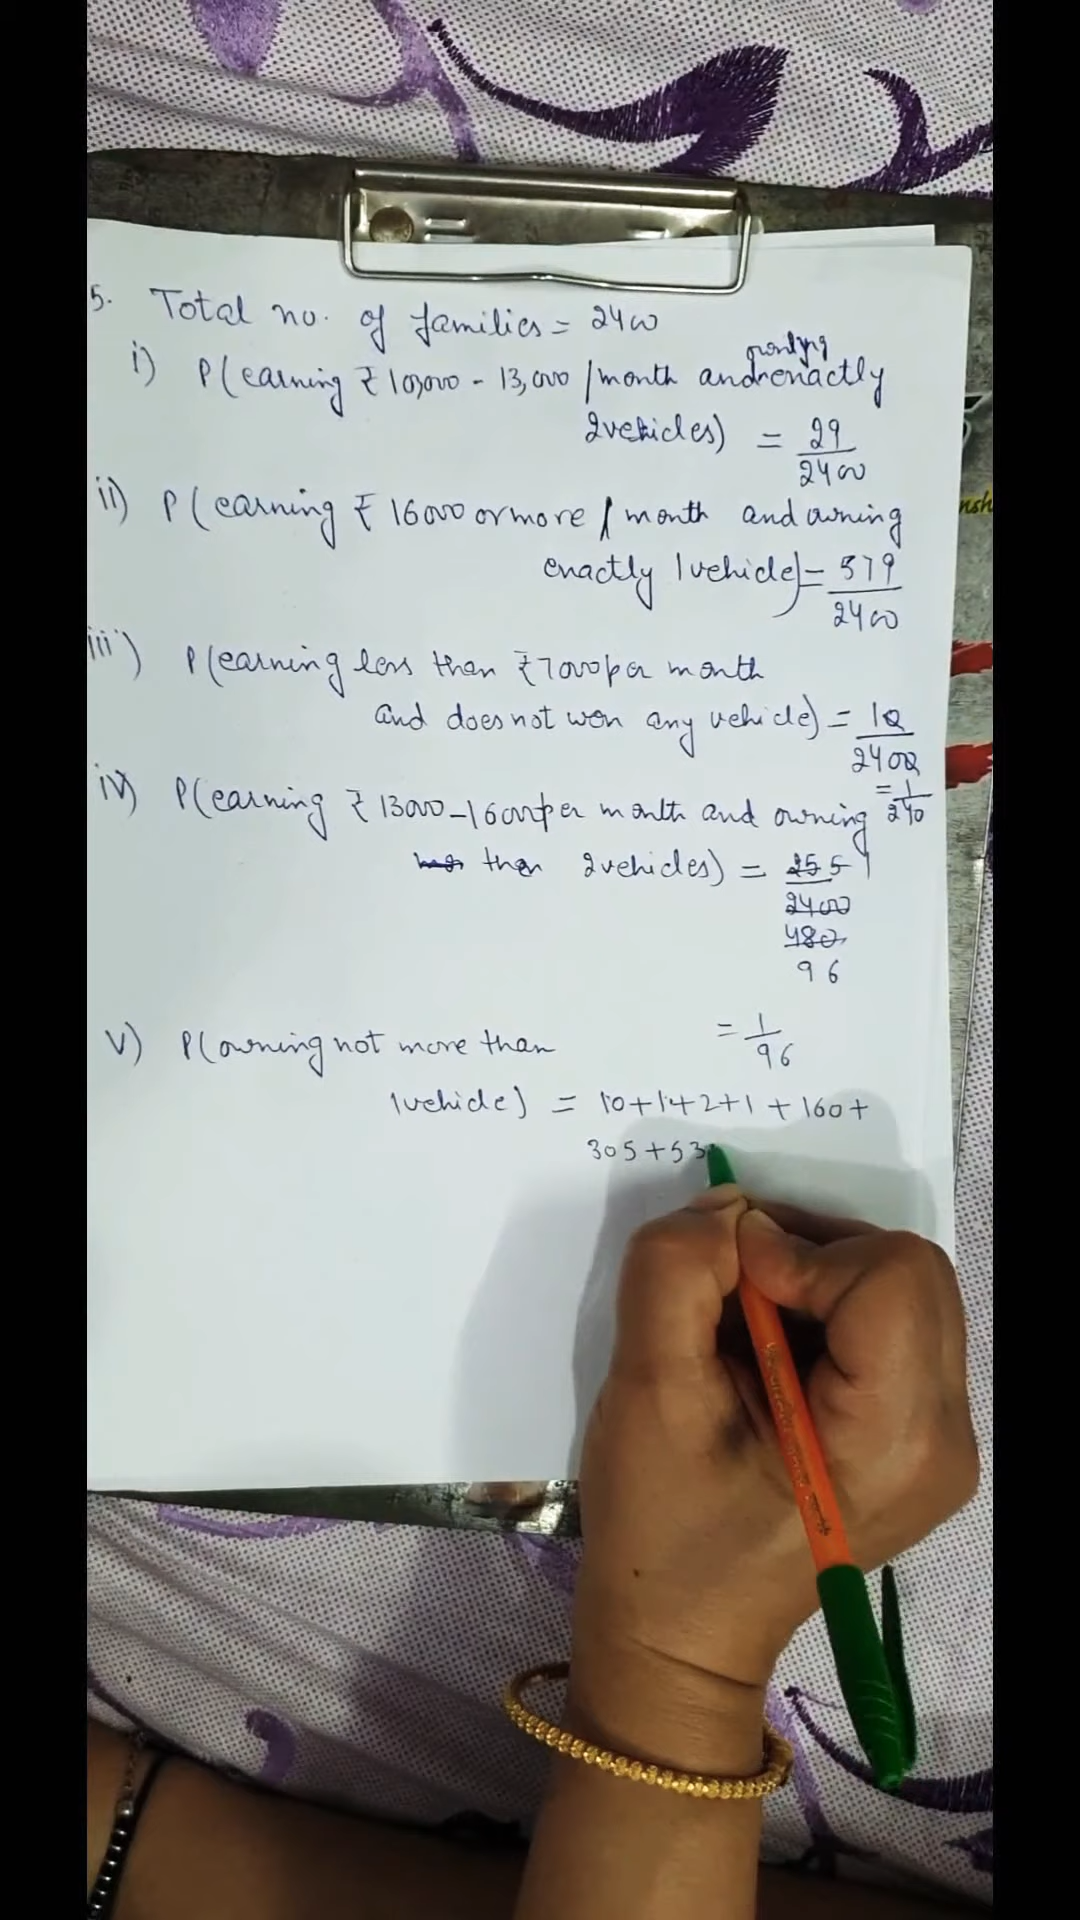 5. Total no. of families = 2400
i) P(earning ₹10,000 - 13,000 /month and exactly
2vehicles) = 29
2400
ii) P(earning ₹ 16000 or more / month and owning
exactly 1vehicle) = 579
2400
iii) P(earning less than ₹7000 per month
and does not won any vehicle) = 10
2400
= 1
240
iv) P(earning ₹ 13000-16000 per month and owning
than 2vehicles) = 25 5 1
2400
480
96
= 1
96
v) P(owning not more than
1vehicle) = 10+1+2+1+160+
305+53
nsh